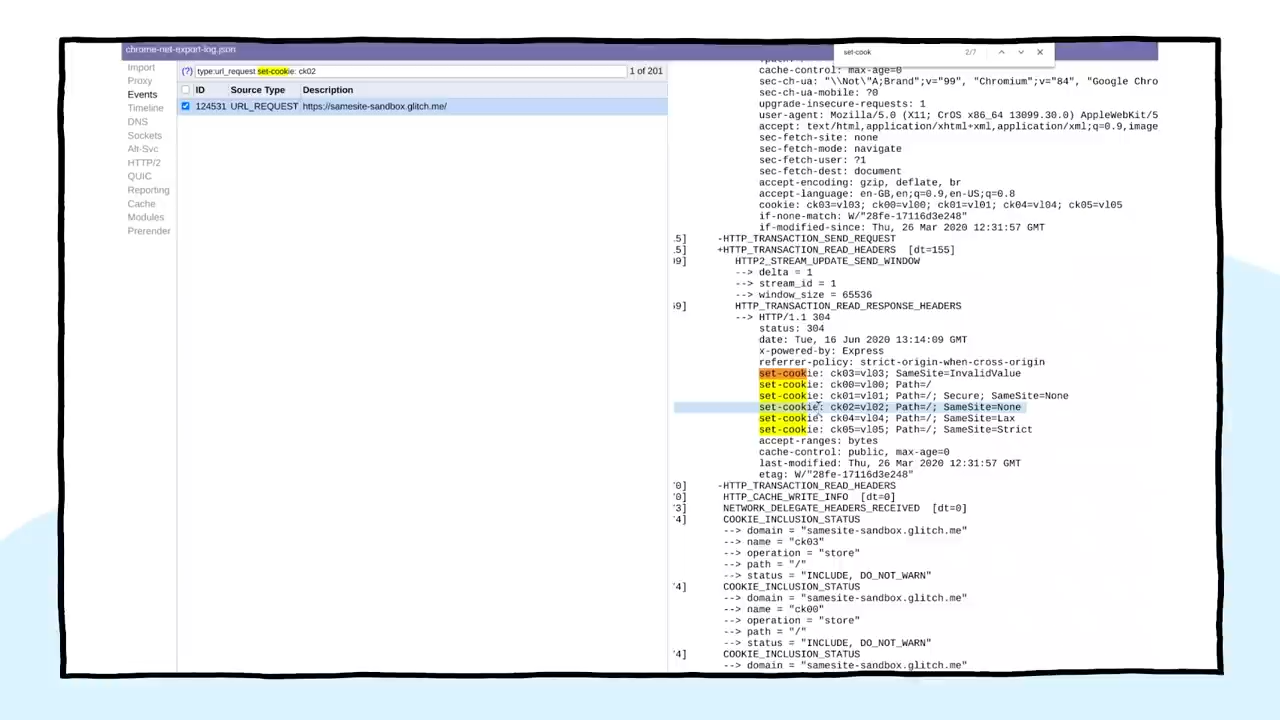 chrome-net-export-log.json
set-cook
2/7
Import
Proxy
Events
Timeline
DNS
Sockets
Alt-Svc
HTTP/2
QUIC
Reporting
Cache
Modules
Prerender
(?) type:url_request set-cookie: ck02
1 of 201
ID Source Type Description
124531 URL_REQUEST https://samesite-sandbox.glitch.me/
cache-control: max-age=0
sec-ch-ua: "\\Not\"A;Brand";v="99", "Chromium";v="84", "Google Chro
sec-ch-ua-mobile: ?0
upgrade-insecure-requests: 1
user-agent: Mozilla/5.0 (X11; CrOS x86_64 13099.30.0) AppleWebKit/5
accept: text/html,application/xhtml+xml,application/xml;q=0.9,image
sec-fetch-site: none
sec-fetch-mode: navigate
sec-fetch-user: ?1
sec-fetch-dest: document
accept-encoding: gzip, deflate, br
accept-language: en-GB,en;q=0.9,en-US;q=0.8
cookie: ck03=vl03; ck00=vl00; ck01=vl01; ck04=vl04; ck05=vl05
if-none-match: W/"28fe-17116d3e248"
if-modified-since: Thu, 26 Mar 2020 12:31:57 GMT
5] -HTTP_TRANSACTION_SEND_REQUEST
5] +HTTP_TRANSACTION_READ_HEADERS [dt=155]
9] HTTP2_STREAM_UPDATE_SEND_WINDOW
--> delta = 1
--> stream_id = 1
--> window_size = 65536
9] HTTP_TRANSACTION_READ_RESPONSE_HEADERS
--> HTTP/1.1 304
status: 304
date: Tue, 16 Jun 2020 13:14:09 GMT
x-powered-by: Express
referrer-policy: strict-origin-when-cross-origin
set-cookie: ck03=vl03; SameSite=InvalidValue
set-cookie: ck00=vl00; Path=/
set-cookie: ck01=vl01; Path=/; Secure; SameSite=None
set-cookie: ck02=vl02; Path=/; SameSite=None
set-cookie: ck04=vl04; Path=/; SameSite=Lax
set-cookie: ck05=vl05; Path=/; SameSite=Strict
accept-ranges: bytes
cache-control: public, max-age=0
last-modified: Thu, 26 Mar 2020 12:31:57 GMT
etag: W/"28fe-17116d3e248"
0] -HTTP_TRANSACTION_READ_HEADERS
0] HTTP_CACHE_WRITE_INFO [dt=0]
3] NETWORK_DELEGATE_HEADERS_RECEIVED [dt=0]
4] COOKIE_INCLUSION_STATUS
--> domain = "samesite-sandbox.glitch.me"
--> name = "ck03"
--> operation = "store"
--> path = "/"
--> status = "INCLUDE, DO_NOT_WARN"
4] COOKIE_INCLUSION_STATUS
--> domain = "samesite-sandbox.glitch.me"
--> name = "ck00"
--> operation = "store"
--> path = "/"
--> status = "INCLUDE, DO_NOT_WARN"
4] COOKIE_INCLUSION_STATUS
--> domain = "samesite-sandbox.glitch.me"